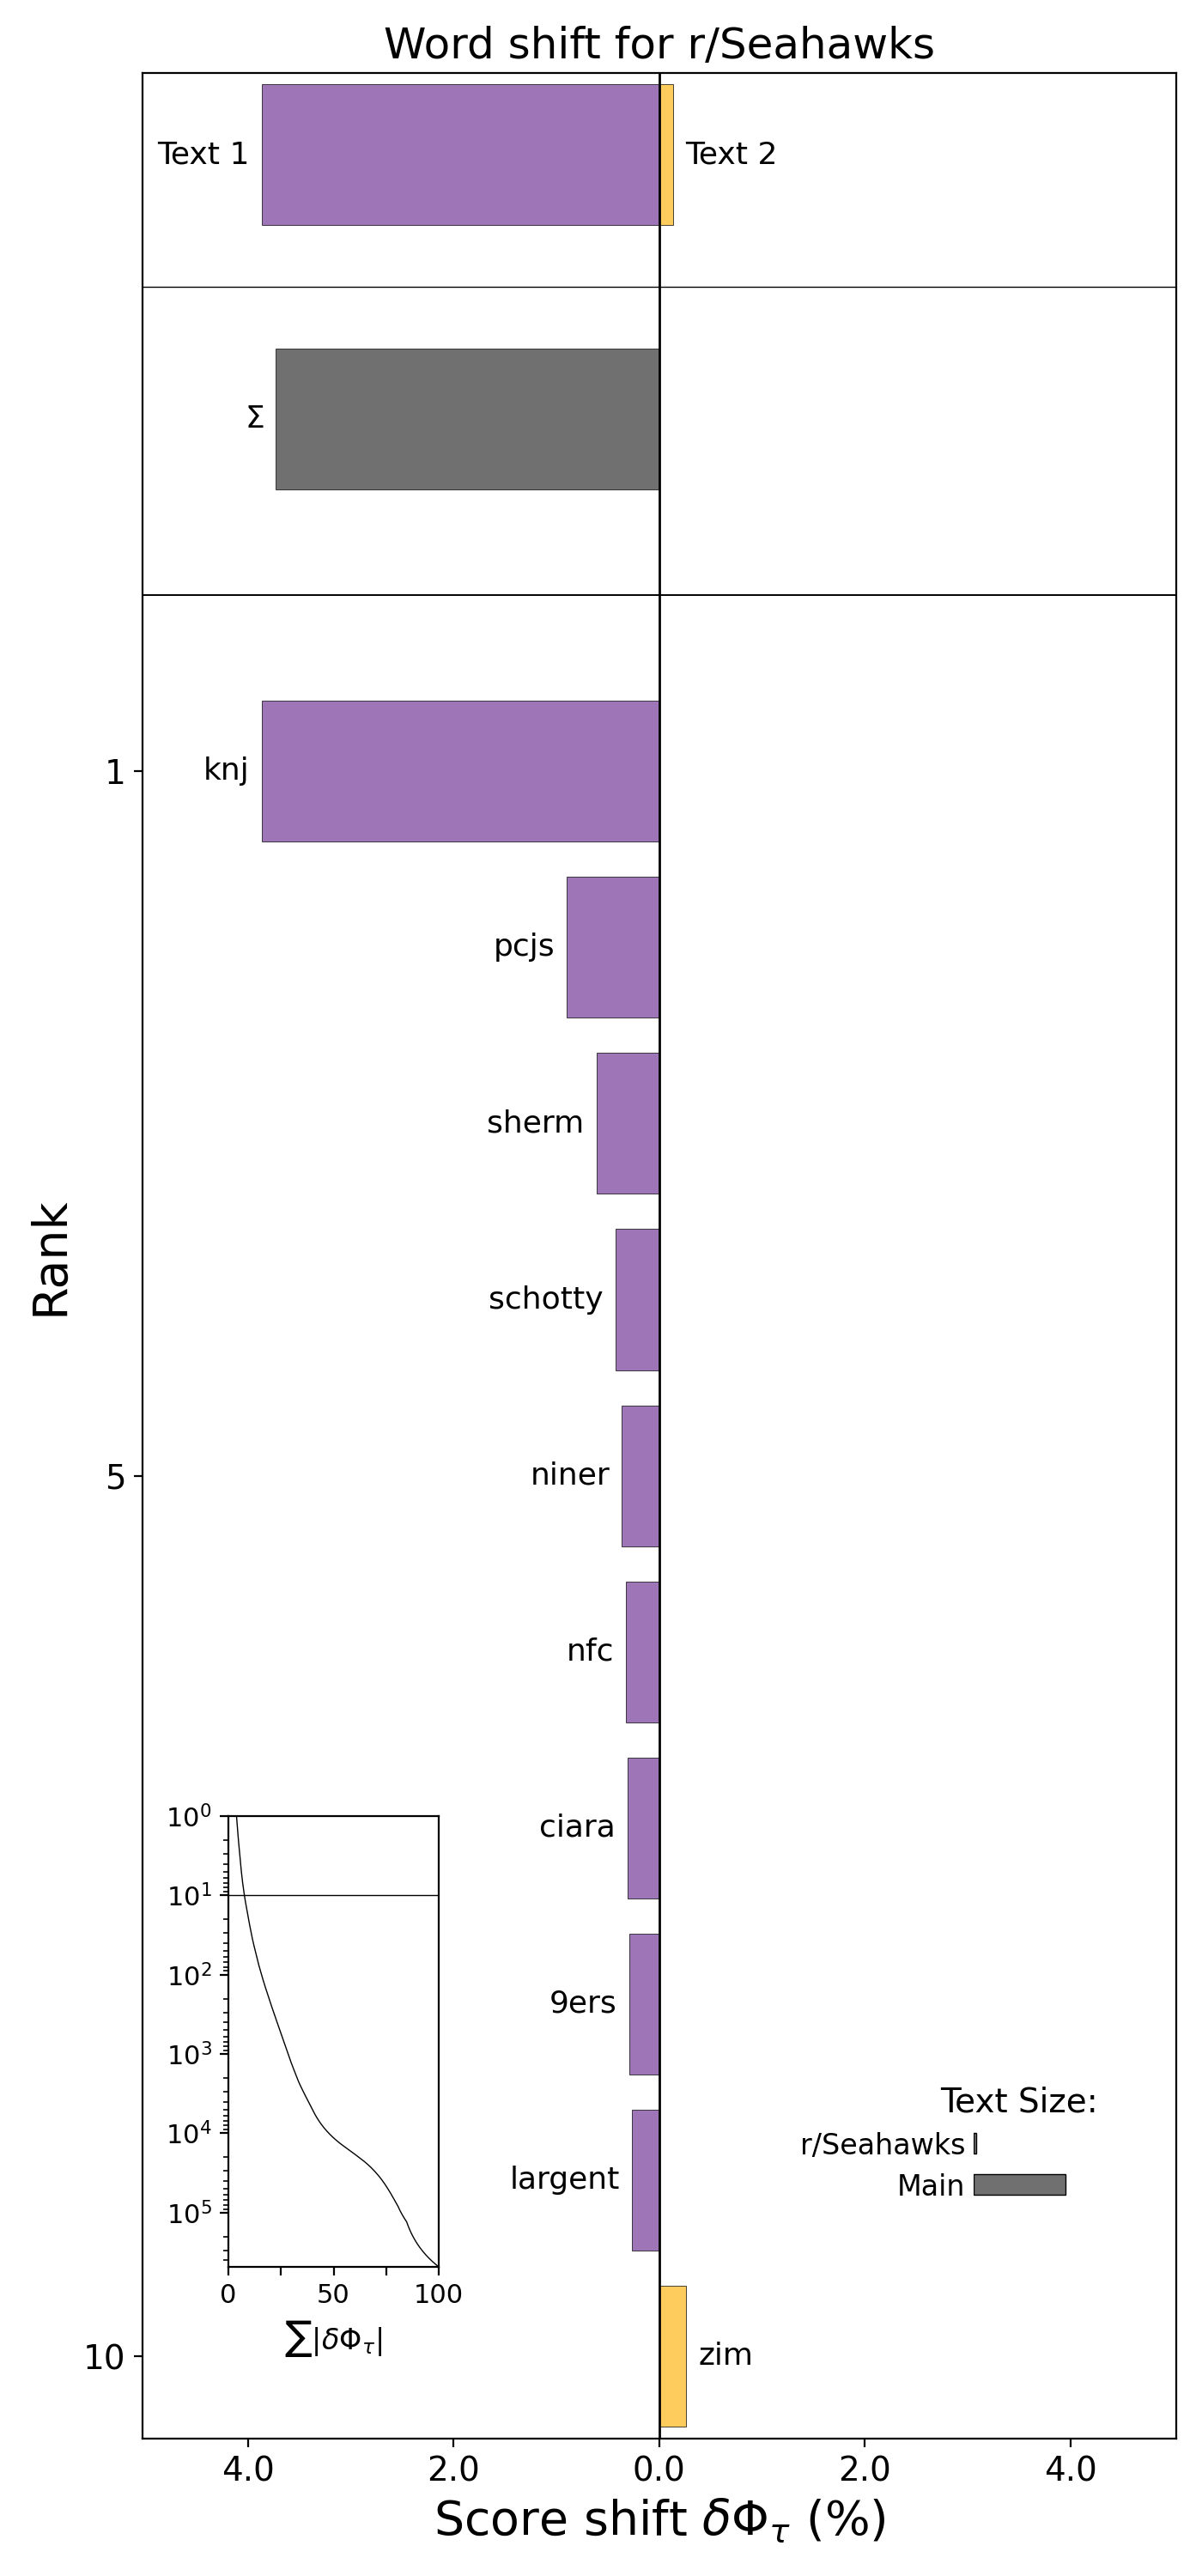 Word shift for r/Seahawks
Text 1
Text 2
Σ
1
knj
pcjs
sherm
schotty
Rank
5
niner
nfc
ciara
9ers
largent
10
zim
10⁰
10¹
10²
10³
10⁴
10⁵
0 50 100
∑|δΦτ|
Text Size:
r/Seahawks
Main
4.0 2.0 0.0 2.0 4.0
Score shift δΦτ (%)